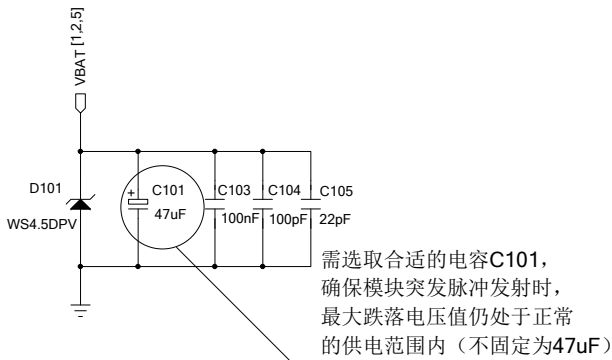 VBAT [1,2,5]
D101
WS4.5DPV
+
C101
47uF
C103
100nF
C104
100pF
C105
22pF
需选取合适的电容C101，
确保模块突发脉冲发射时，
最大跌落电压值仍处于正常
的供电范围内（不固定为47uF）